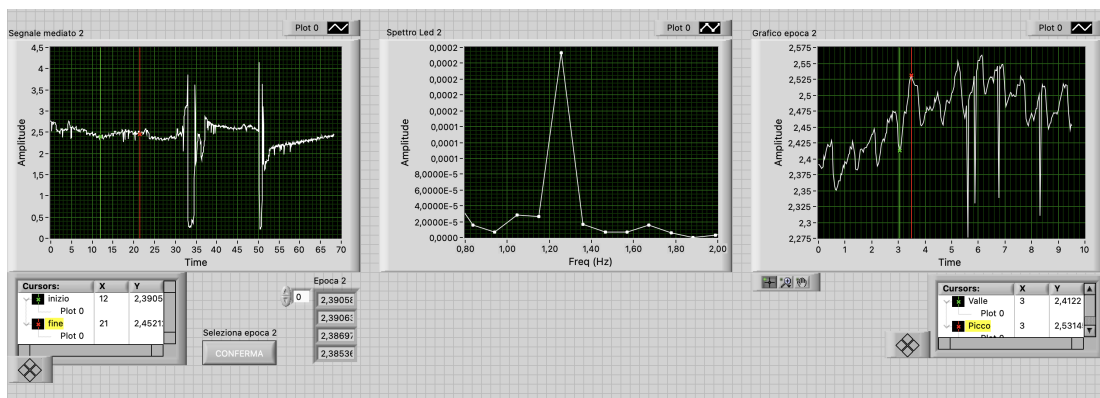 Segnale mediato 2
Plot 0
4,5
4
3,5
3
2,5
2
1,5
1
0,5
0
Amplitude
0 5 10 15 20 25 30 35 40 45 50 55 60 65 70
Time
Spettro Led 2
Plot 0
0,0002
0,0002
0,0002
0,0002
0,0002
0,0001
0,0001
0,0001
8,0000E-5
6,0000E-5
4,0000E-5
2,0000E-5
0,0000
Amplitude
0,80 1,00 1,20 1,40 1,60 1,80 2,00
Freq (Hz)
Grafico epoca 2
Plot 0
2,575
2,55
2,525
2,5
2,475
2,45
2,425
2,4
2,375
2,35
2,325
2,3
2,275
Amplitude
0 1 2 3 4 5 6 7 8 9 10
Time
Cursors: X Y
inizio 12 2,3905
Plot 0
fine 21 2,4521
Plot 0
Epoca 2
0
2,39058
2,3906
2,38697
2,38536
Seleziona epoca 2
CONFERMA
Cursors: X Y
Valle 3 2,4122
Plot 0
Picco 3 2,5314
Plot 0